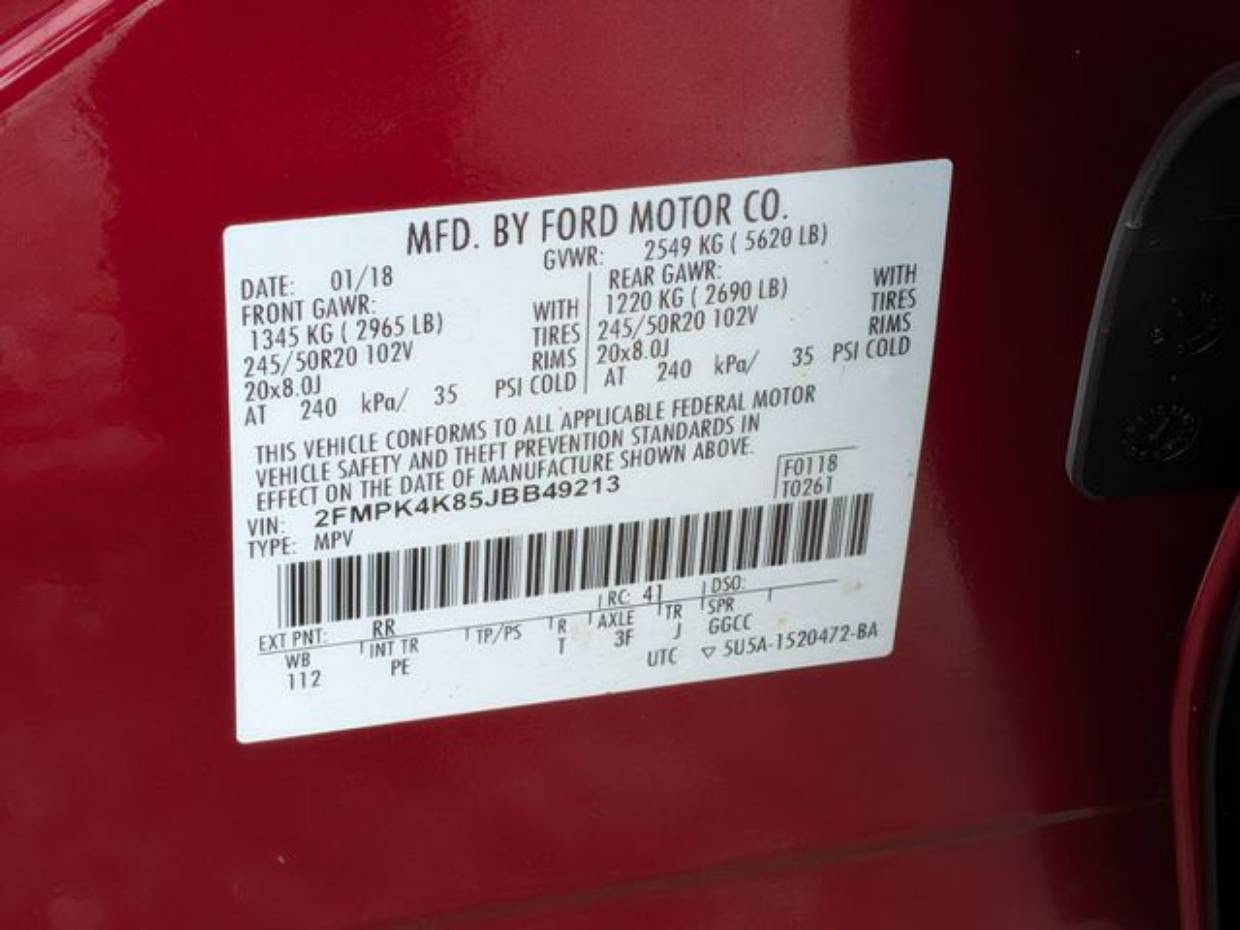 MFD. BY FORD MOTOR CO.
DATE: 01/18 GVWR: 2549 KG ( 5620 LB)
FRONT GAWR: REAR GAWR:
1345 KG ( 2965 LB) WITH 1220 KG ( 2690 LB) WITH
245/50R20 102V TIRES 245/50R20 102V TIRES
20x8.0J RIMS 20x8.0J RIMS
AT 240 kPa/ 35 PSI COLD AT 240 kPa/ 35 PSI COLD
THIS VEHICLE CONFORMS TO ALL APPLICABLE FEDERAL MOTOR
VEHICLE SAFETY AND THEFT PREVENTION STANDARDS IN
EFFECT ON THE DATE OF MANUFACTURE SHOWN ABOVE.
VIN: 2FMPK4K85JBB49213 F0118
TYPE: MPV T0261
EXT PNT: RR RC: 41 DSO:
WB INT TR TP/PS R AXLE TR SPR
112 PE T 3F J GGCC
UTC ▽ 5U5A-1520472-BA